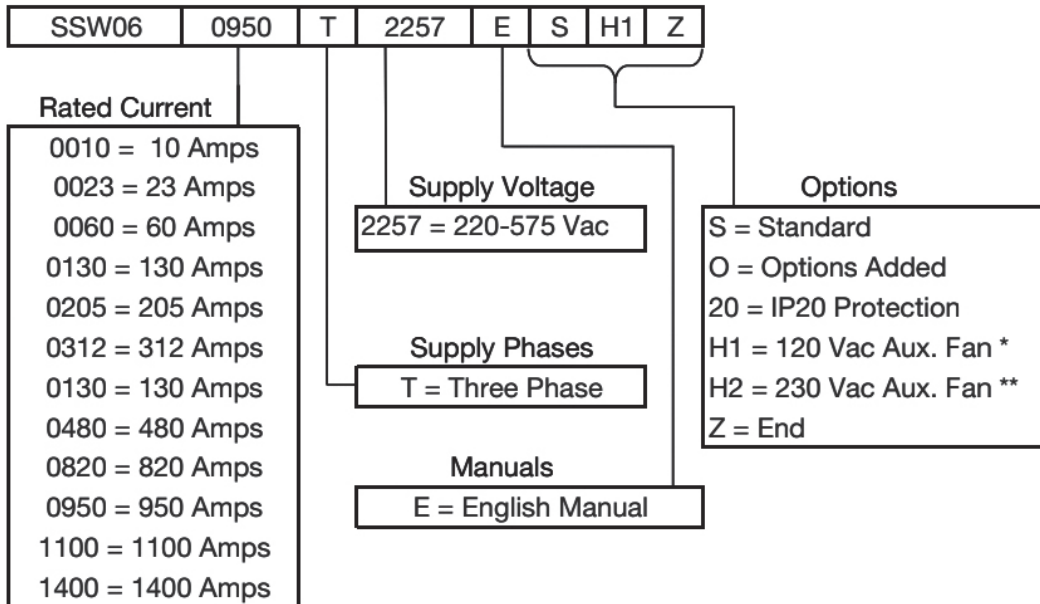 SSW06 0950 T 2257 E S H1 Z
Rated Current
0010 = 10 Amps
0023 = 23 Amps
0060 = 60 Amps
0130 = 130 Amps
0205 = 205 Amps
0312 = 312 Amps
0130 = 130 Amps
0480 = 480 Amps
0820 = 820 Amps
0950 = 950 Amps
1100 = 1100 Amps
1400 = 1400 Amps
Supply Voltage
2257 = 220-575 Vac
Supply Phases
T = Three Phase
Manuals
E = English Manual
Options
S = Standard
O = Options Added
20 = IP20 Protection
H1 = 120 Vac Aux. Fan *
H2 = 230 Vac Aux. Fan **
Z = End